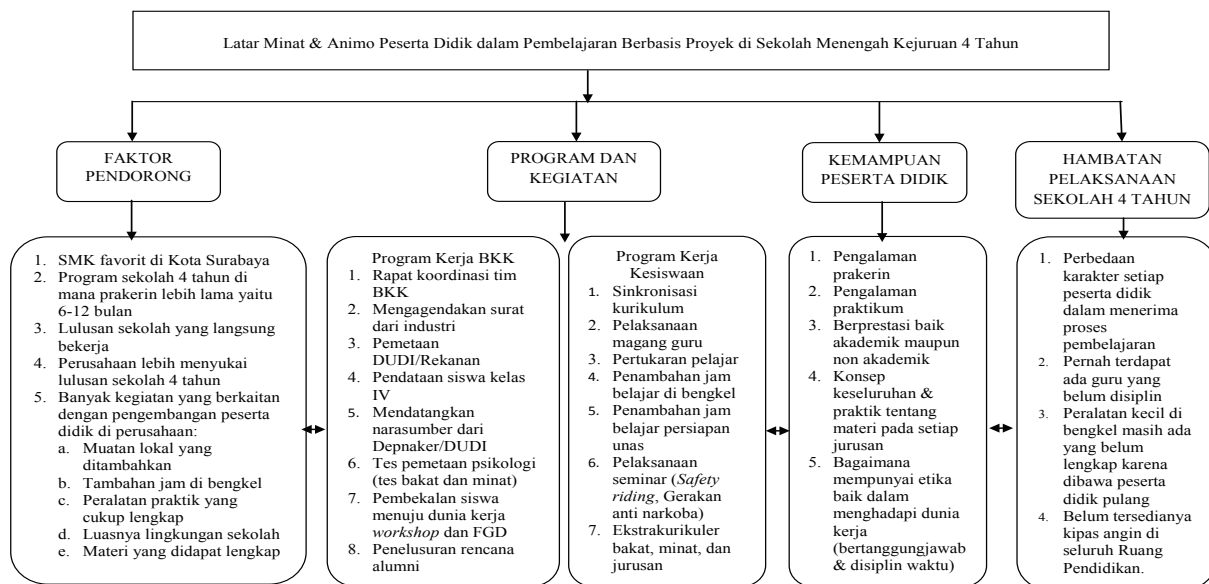 Latar Minat & Animo Peserta Didik dalam Pembelajaran Berbasis Proyek di Sekolah Menengah Kejuruan 4 Tahun
FAKTOR
PENDORONG
PROGRAM DAN
KEGIATAN
KEMAMPUAN
PESERTA DIDIK
HAMBATAN
PELAKSANAAN
SEKOLAH 4 TAHUN
1. SMK favorit di Kota Surabaya
2. Program sekolah 4 tahun di
mana prakerin lebih lama yaitu
6-12 bulan
3. Lulusan sekolah yang langsung
bekerja
4. Perusahaan lebih menyukai
lulusan sekolah 4 tahun
5. Banyak kegiatan yang berkaitan
dengan pengembangan peserta
didik di perusahaan:
a. Muatan lokal yang
ditambahkan
b. Tambahan jam di bengkel
c. Peralatan praktik yang
cukup lengkap
d. Luasnya lingkungan sekolah
e. Materi yang didapat lengkap
Program Kerja BKK
1. Rapat koordinasi tim
BKK
2. Mengagendakan surat
dari industri
3. Pemetaan
DUDI/Rekanan
4. Pendataan siswa kelas
IV
5. Mendatangkan
narasumber dari
Depnaker/DUDI
6. Tes pemetaan psikologi
(tes bakat dan minat)
7. Pembekalan siswa
menuju dunia kerja
workshop dan FGD
8. Penelusuran rencana
alumni
Program Kerja
Kesiswaan
1. Sinkronisasi
kurikulum
2. Pelaksanaan
magang guru
3. Pertukaran pelajar
4. Penambahan jam
belajar di bengkel
5. Penambahan jam
belajar persiapan
unas
6. Pelaksanaan
seminar (Safety
riding, Gerakan
anti narkoba)
7. Ekstrakurikuler
bakat, minat, dan
jurusan
1. Pengalaman
prakerin
2. Pengalaman
praktikum
3. Berprestasi baik
akademik maupun
non akademik
4. Konsep
keseluruhan &
praktik tentang
materi pada setiap
jurusan
5. Bagaimana
mempunyai etika
baik dalam
menghadapi dunia
kerja
(bertanggungjawab
& disiplin waktu)
1. Perbedaan
karakter setiap
peserta didik
dalam menerima
proses
pembelajaran
2. Pernah terdapat
ada guru yang
belum disiplin
3. Peralatan kecil di
bengkel masih ada
yang belum
lengkap karena
dibawa peserta
didik pulang
4. Belum tersedianya
kipas angin di
seluruh Ruang
Pendidikan.